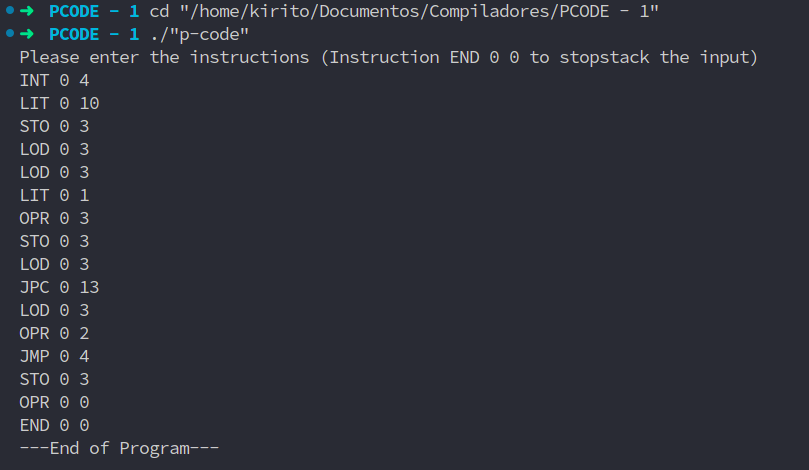 ➜ PCODE - 1 cd "/home/kirito/Documentos/Compiladores/PCODE - 1"
➜ PCODE - 1 ./"p-code"
Please enter the instructions (Instruction END 0 0 to stopstack the input)
INT 0 4
LIT 0 10
STO 0 3
LOD 0 3
LOD 0 3
LIT 0 1
OPR 0 3
STO 0 3
LOD 0 3
JPC 0 13
LOD 0 3
OPR 0 2
JMP 0 4
STO 0 3
OPR 0 0
END 0 0
---End of Program---